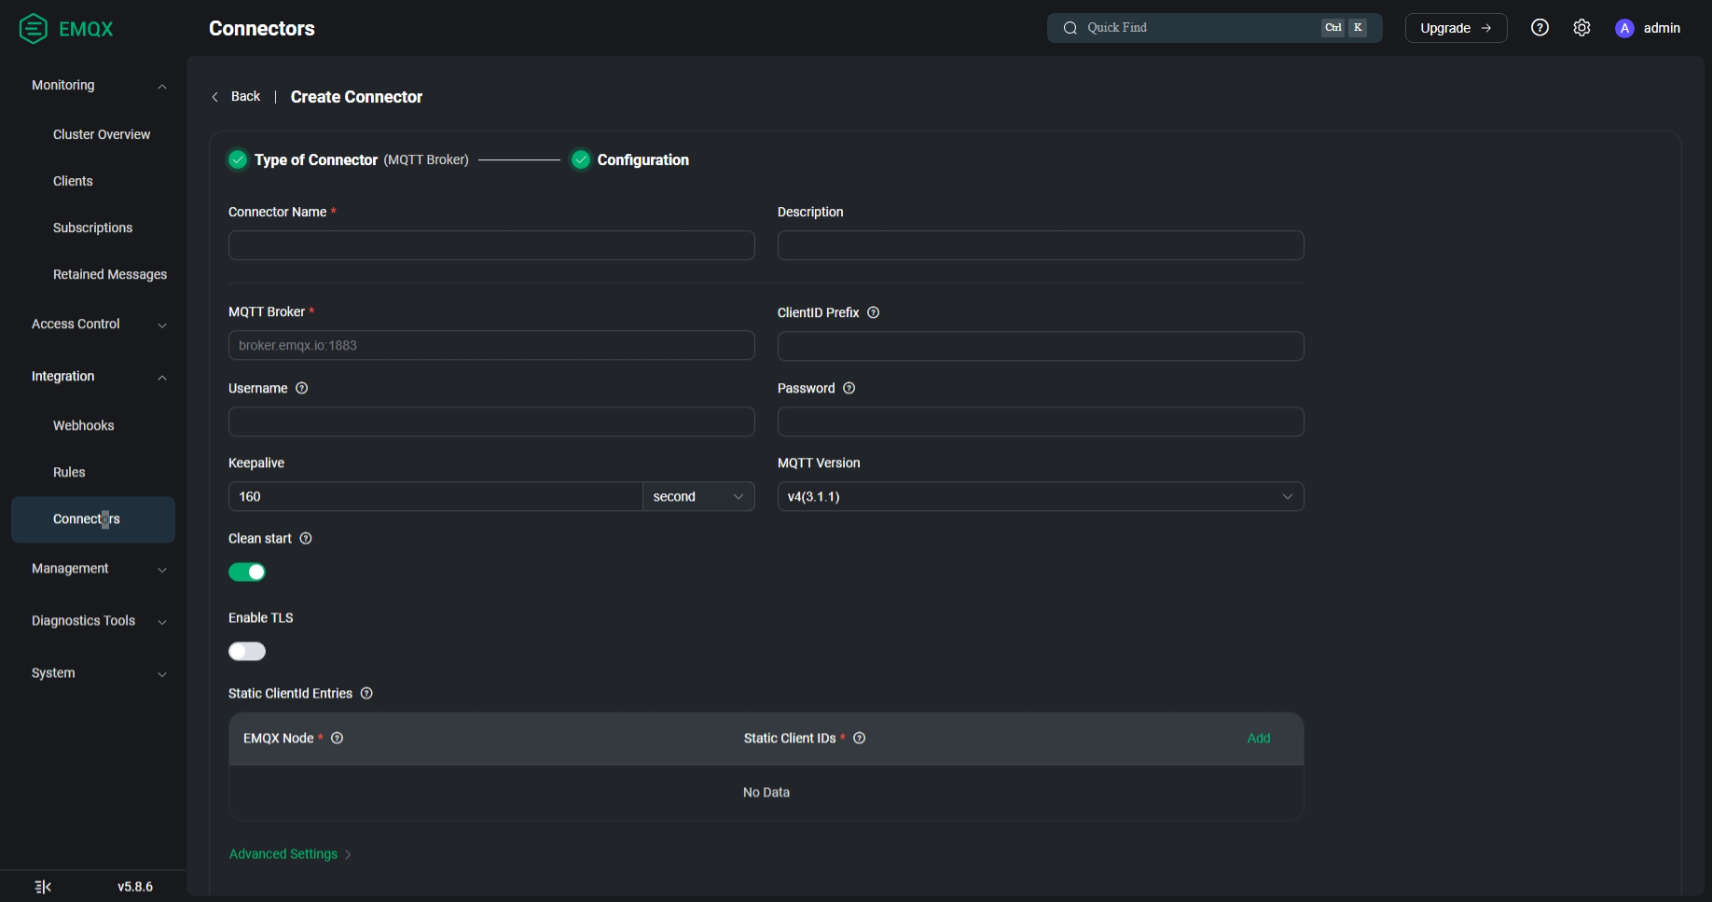 EMQX
Connectors
Quick Find
Ctrl K
Upgrade →
A admin
Monitoring
Cluster Overview
Clients
Subscriptions
Retained Messages
Access Control
Integration
Webhooks
Rules
Connectors
Management
Diagnostics Tools
System
v5.8.6
Back | Create Connector
Type of Connector (MQTT Broker)
Configuration
Connector Name *
Description
MQTT Broker *
ClientID Prefix
broker.emqx.io:1883
Username
Password
Keepalive
MQTT Version
160 second
v4(3.1.1)
Clean start
Enable TLS
Static ClientId Entries
EMQX Node * Static Client IDs * Add
No Data
Advanced Settings